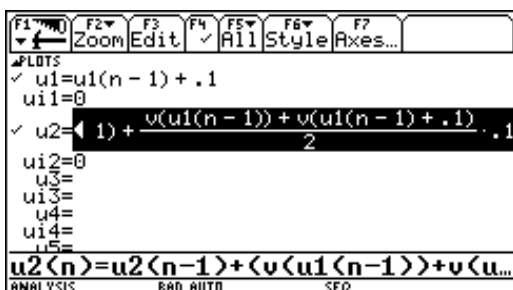 F1 F2 F3 F4 F5 F6 F7
Zoom Edit ✓ All Style Axes…
PLOTS
✓ u1=u1(n - 1) + .1
ui1=0
✓ u2=◀ 1) + (v(u1(n - 1)) + v(u1(n - 1) + .1))/2 · .1
ui2=0
u3=
ui3=
u4=
ui4=
u5=
u2(n)=u2(n-1)+(v(u1(n-1))+v(u…
ANALYSIS RAD AUTO SEQ